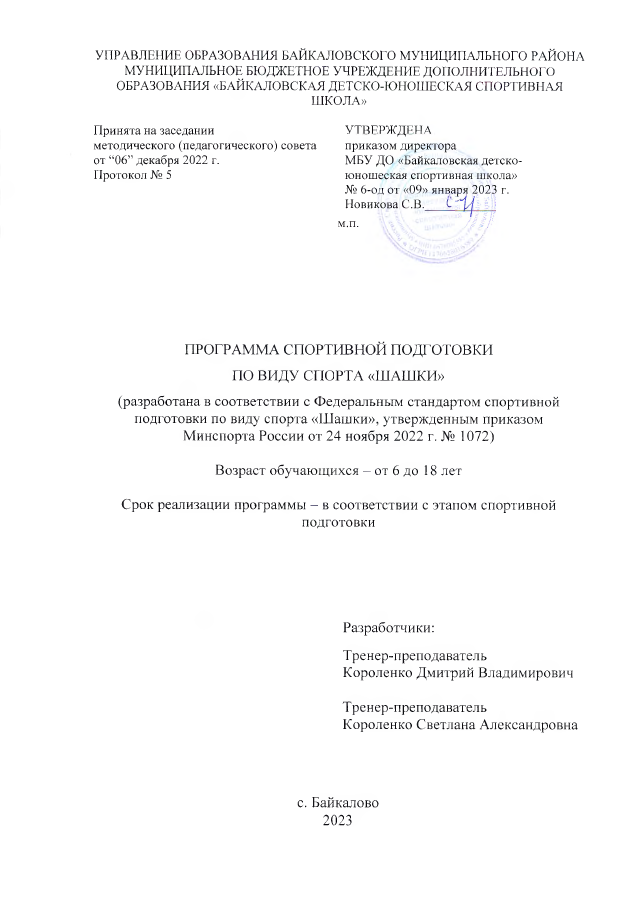 УПРАВЛЕНИЕ ОБРАЗОВАНИЯ БАЙКАЛОВСКОГО МУНИЦИПАЛЬНОГО РАЙОНА
МУНИЦИПАЛЬНОЕ БЮДЖЕТНОЕ УЧРЕЖДЕНИЕ ДОПОЛНИТЕЛЬНОГО
ОБРАЗОВАНИЯ «БАЙКАЛОВСКАЯ ДЕТСКО-ЮНОШЕСКАЯ СПОРТИВНАЯ
ШКОЛА»
Принята на заседании
методического (педагогического) совета
от “06” декабря 2022 г.
Протокол № 5
УТВЕРЖДЕНА
приказом директора
МБУ ДО «Байкаловская детско-
юношеская спортивная школа»
№ 6-од от «09» января 2023 г.
Новикова С.В.
м.п.
ПРОГРАММА СПОРТИВНОЙ ПОДГОТОВКИ
ПО ВИДУ СПОРТА «ШАШКИ»
(разработана в соответствии с Федеральным стандартом спортивной
подготовки по виду спорта «Шашки», утвержденным приказом
Минспорта России от 24 ноября 2022 г. № 1072)
Возраст обучающихся – от 6 до 18 лет
Срок реализации программы – в соответствии с этапом спортивной
подготовки
Разработчики:
Тренер-преподаватель
Короленко Дмитрий Владимирович
Тренер-преподаватель
Короленко Светлана Александровна
с. Байкалово
2023